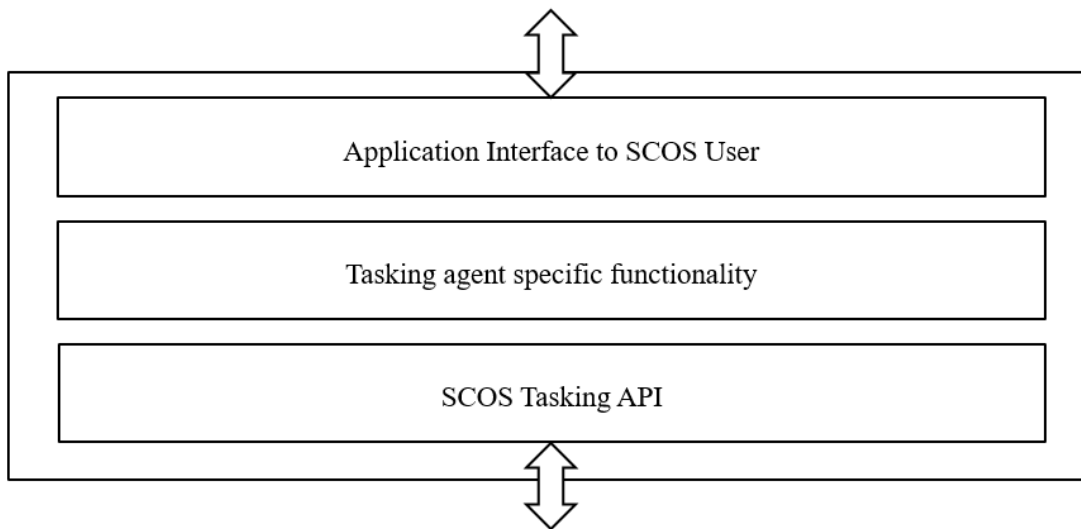 Application Interface to SCOS User
Tasking agent specific functionality
SCOS Tasking API